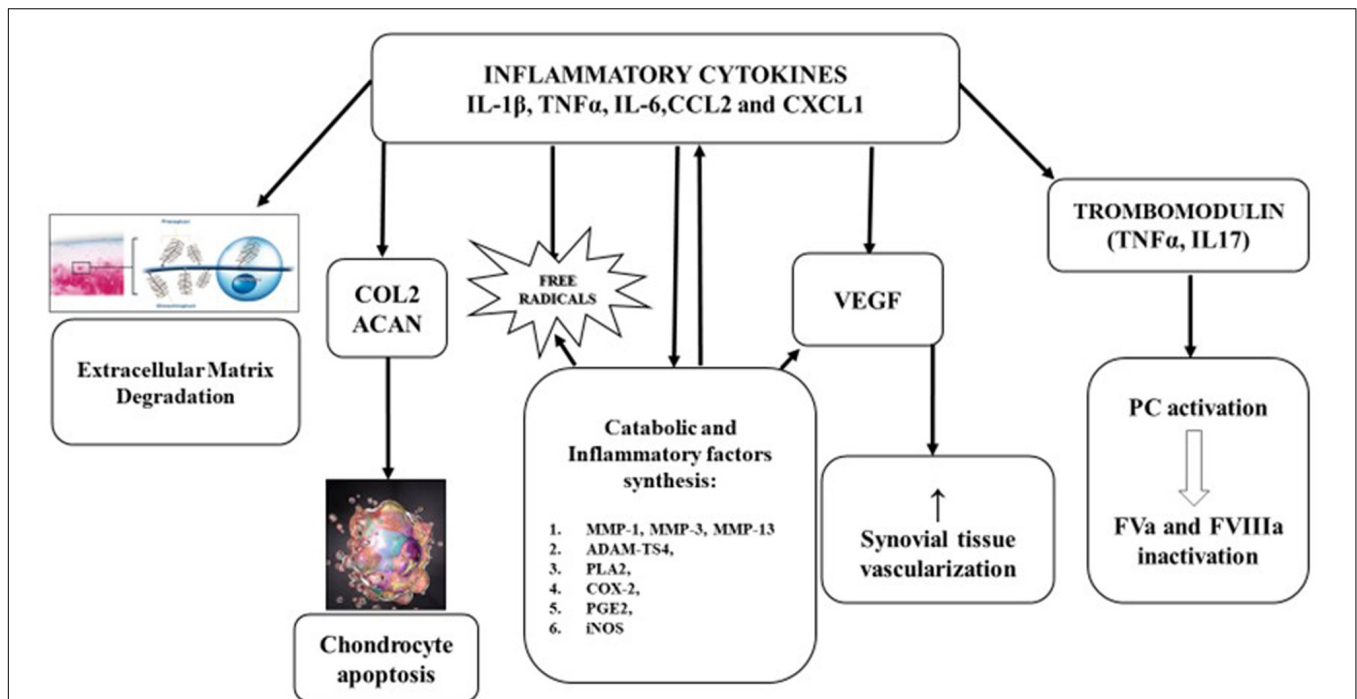 INFLAMMATORY CYTOKINES
IL-1β, TNFα, IL-6,CCL2 and CXCL1
Extracellular Matrix
Degradation
COL2
ACAN
Chondrocyte
apoptosis
FREE
RADICALS
Catabolic and
Inflammatory factors
synthesis:
1. MMP-1, MMP-3, MMP-13
2. ADAM-TS4,
3. PLA2,
4. COX-2,
5. PGE2,
6. iNOS
VEGF
↑
Synovial tissue
vascularization
TROMBOMODULIN
(TNFα, IL17)
PC activation
FVa and FVIIIa
inactivation